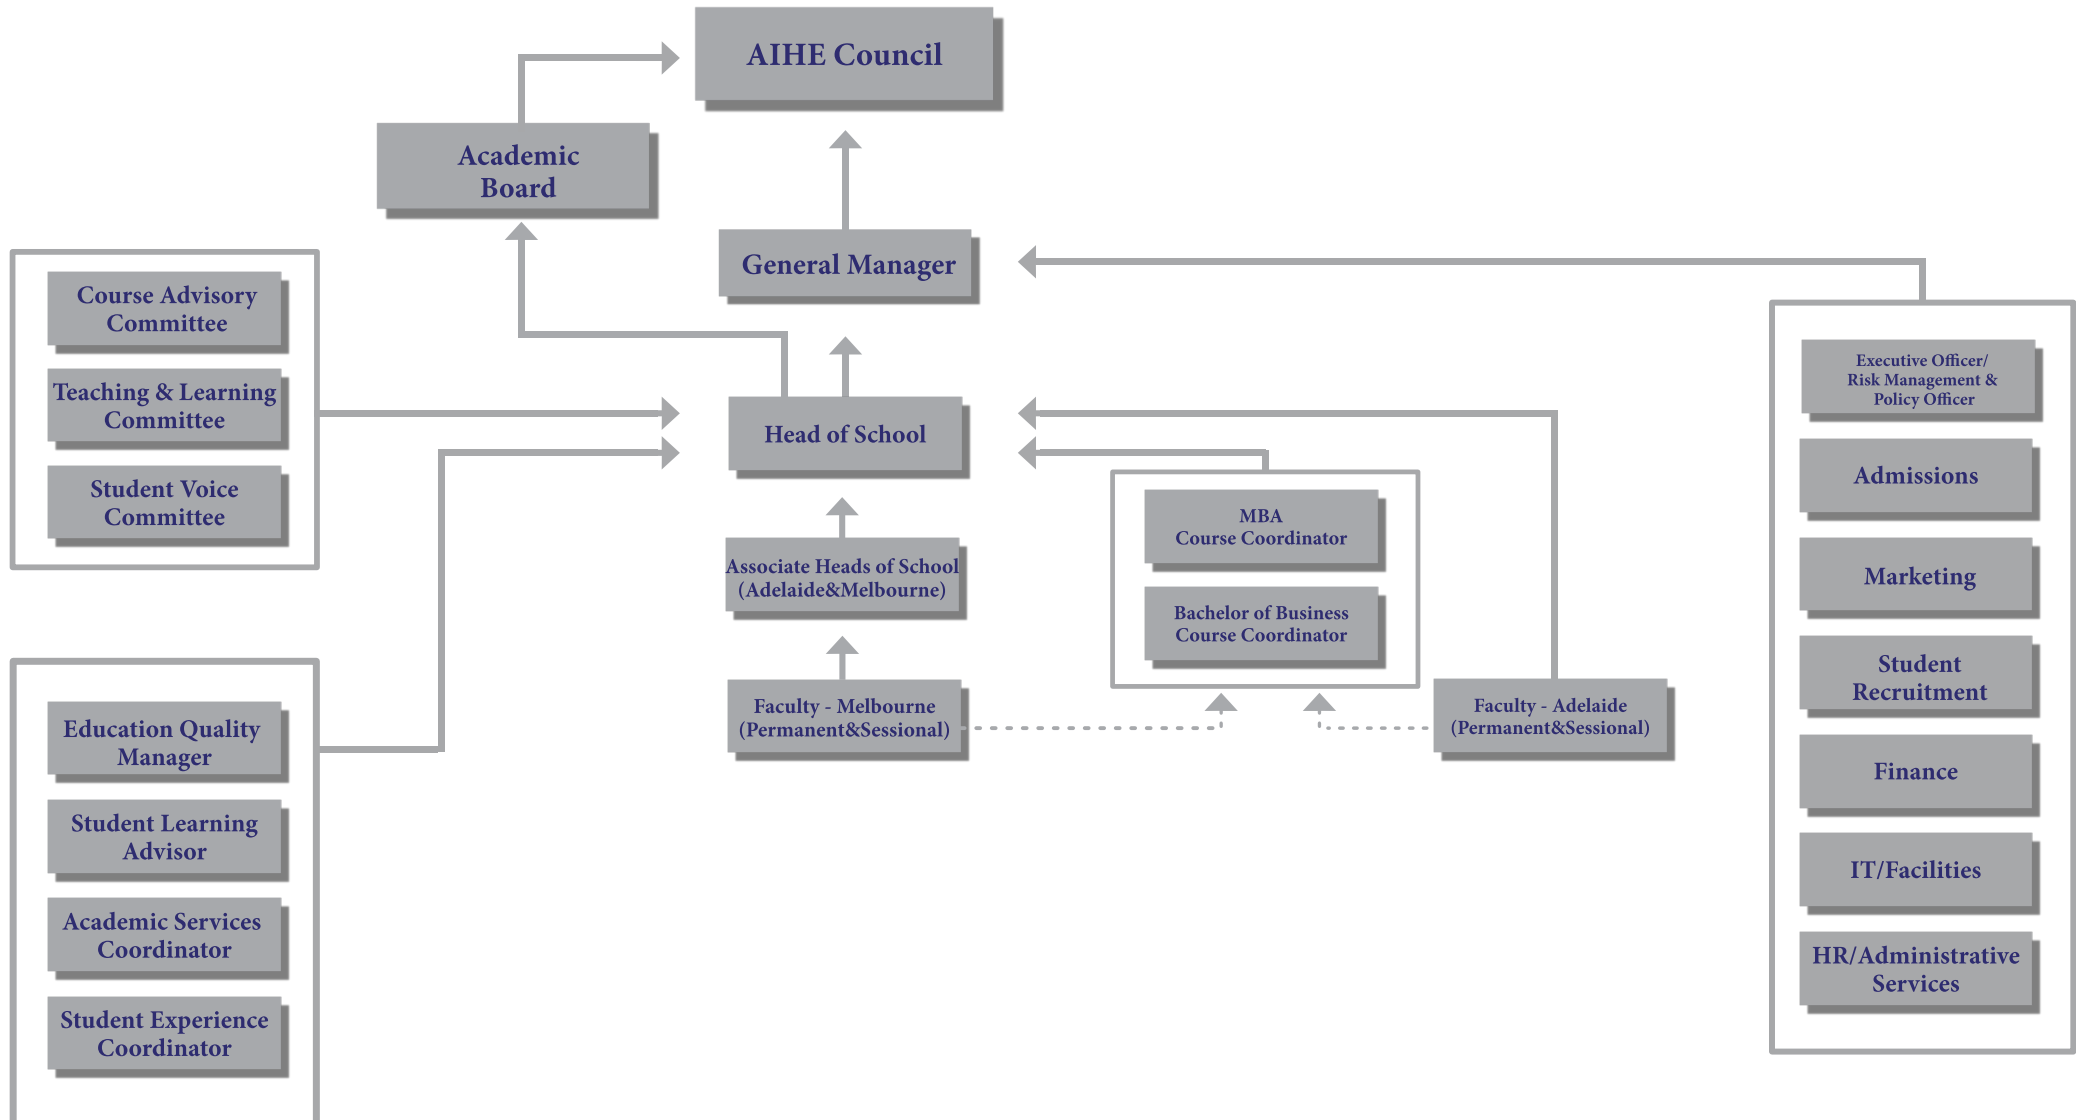 AIHE Council
Academic
Board
General Manager
Course Advisory
Committee
Teaching & Learning
Committee
Student Voice
Committee
Head of School
Associate Heads of School
(Adelaide&Melbourne)
MBA
Course Coordinator
Bachelor of Business
Course Coordinator
Faculty - Melbourne
(Permanent&Sessional)
Faculty - Adelaide
(Permanent&Sessional)
Education Quality
Manager
Student Learning
Advisor
Academic Services
Coordinator
Student Experience
Coordinator
Executive Officer/
Risk Management &
Policy Officer
Admissions
Marketing
Student
Recruitment
Finance
IT/Facilities
HR/Administrative
Services